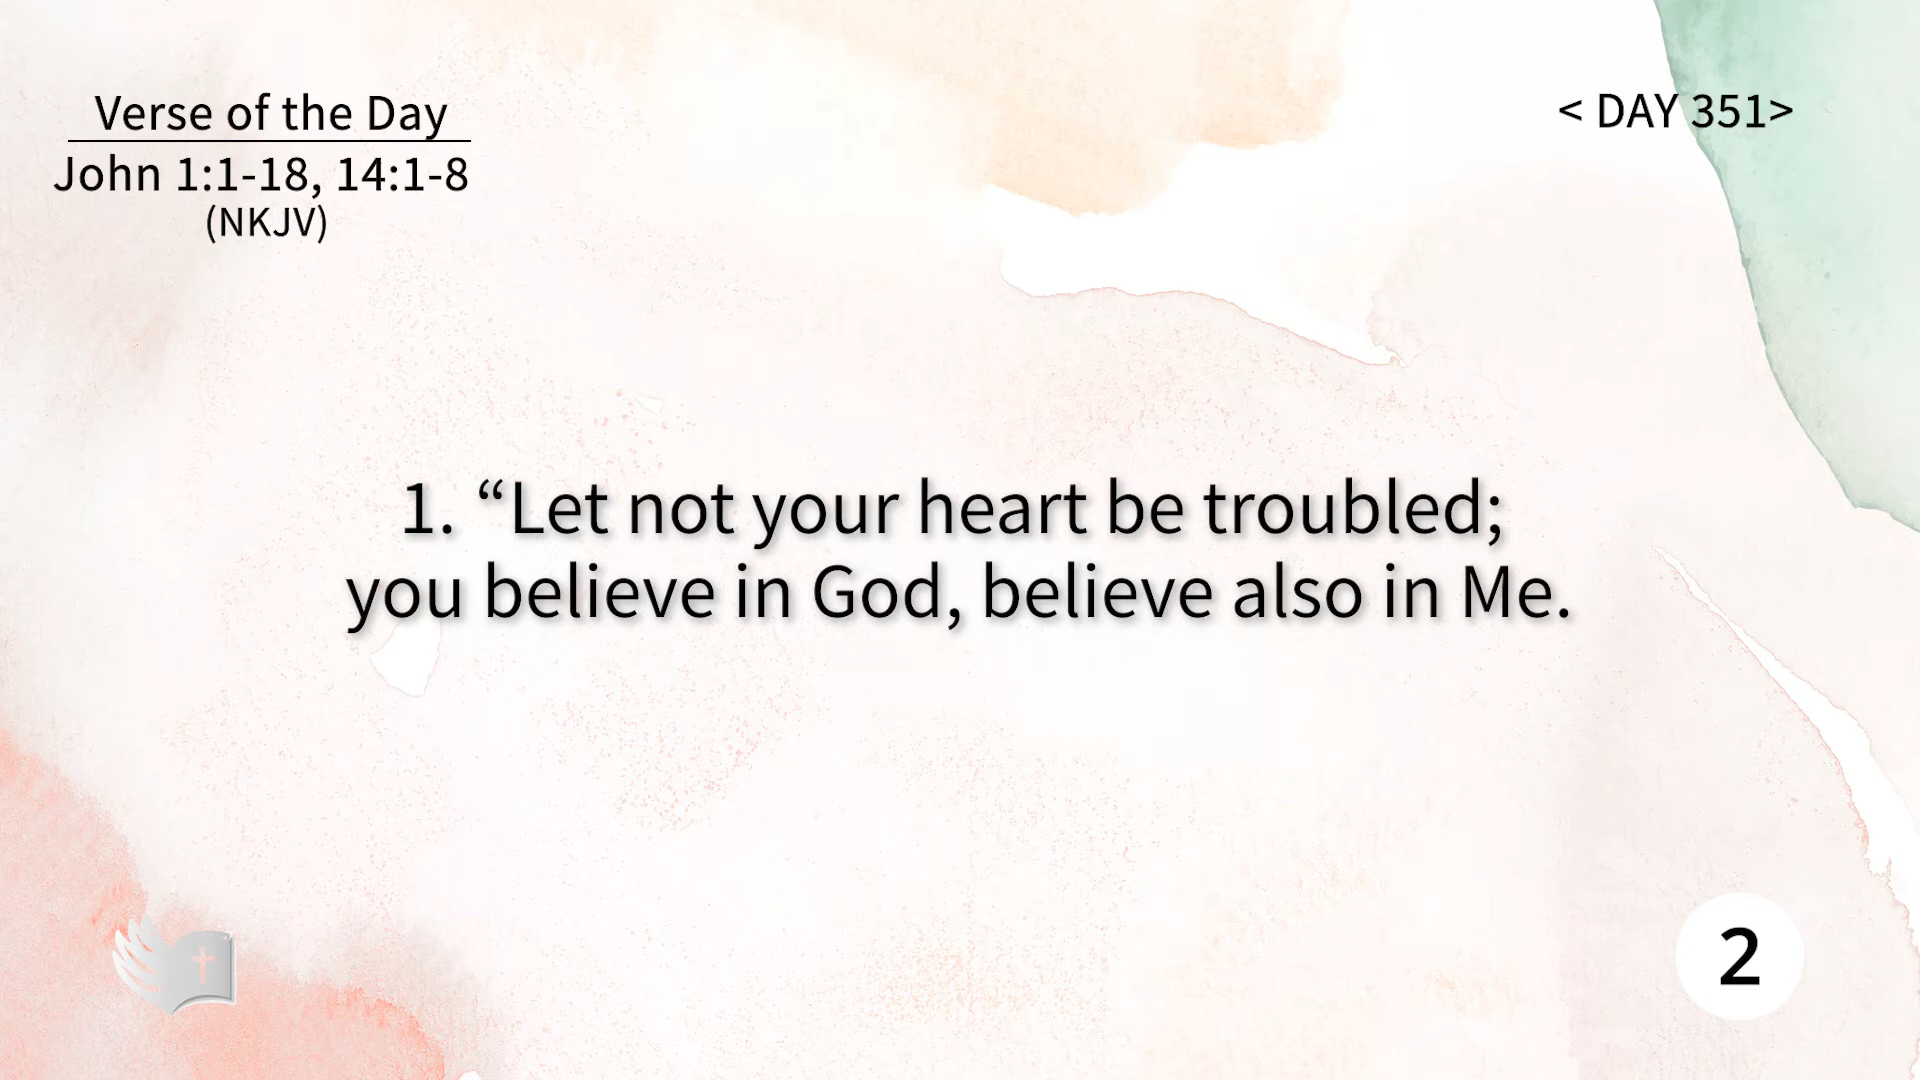 Verse of the Day
John 1:1-18, 14:1-8
(NKJV)
< DAY 351>
1. “Let not your heart be troubled;
you believe in God, believe also in Me.
2